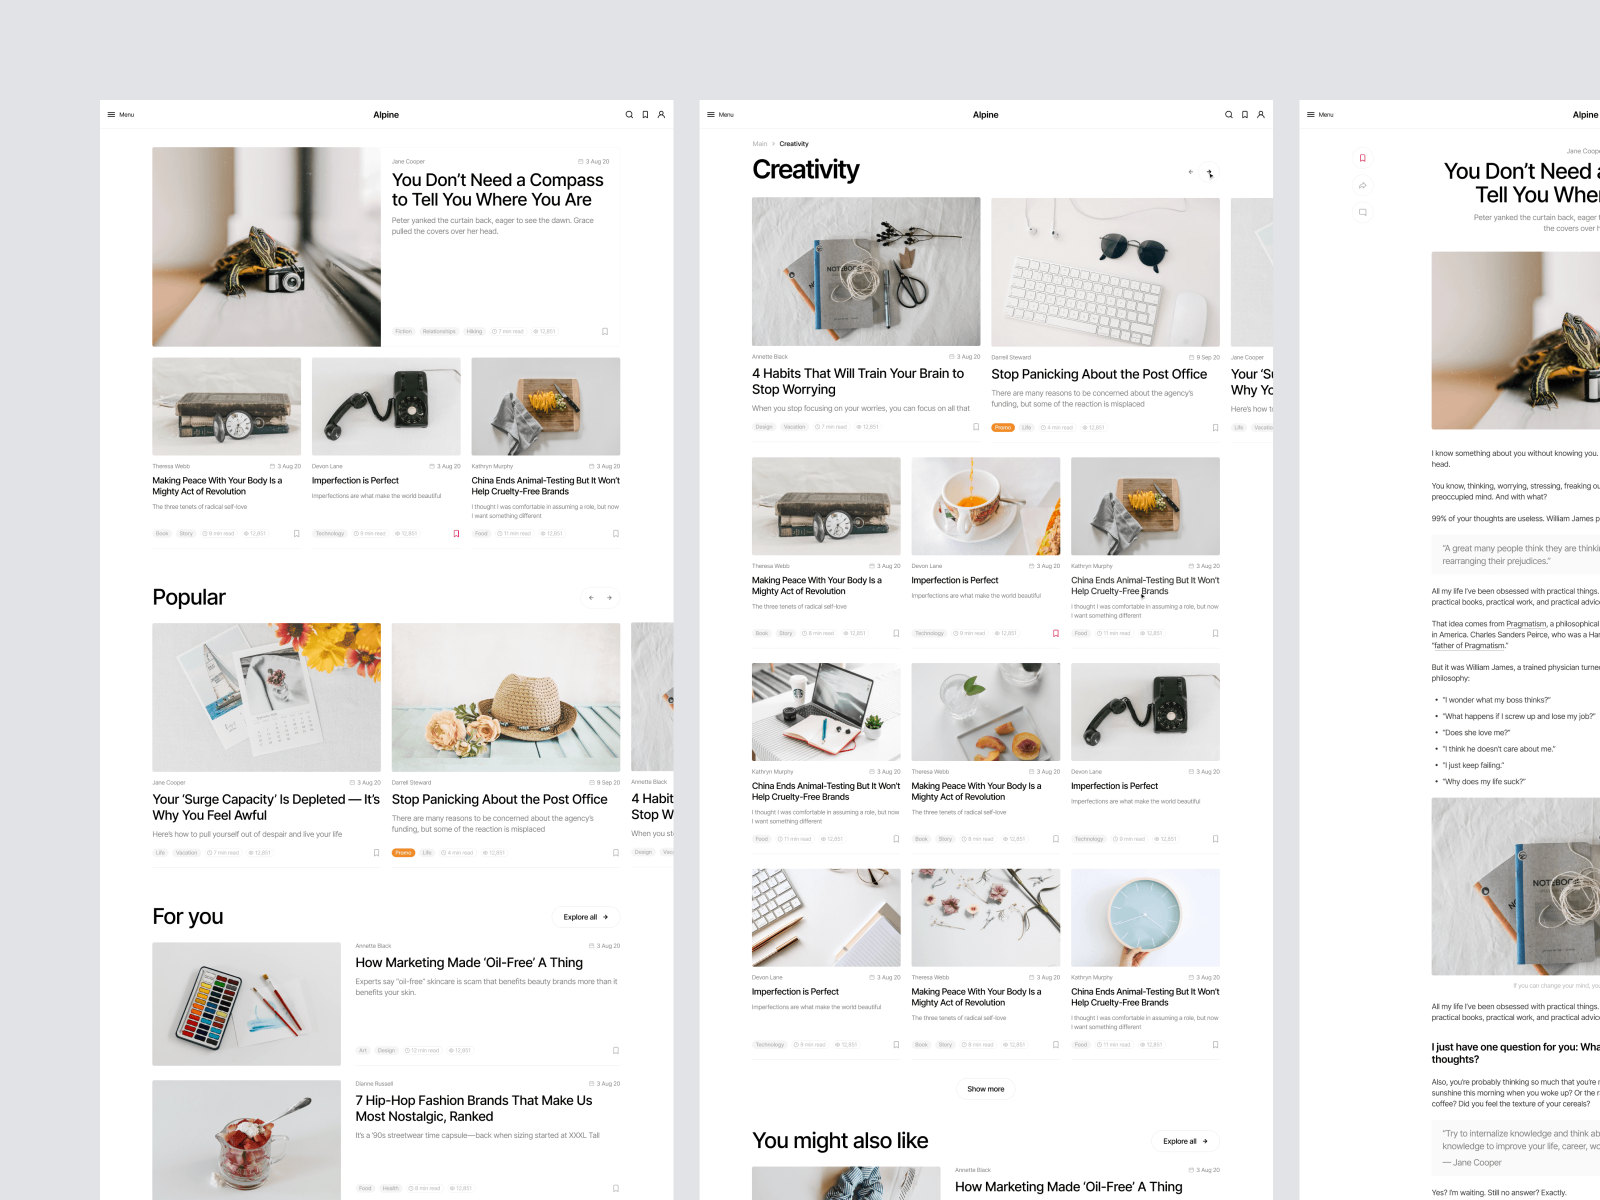 Menu
Alpine
Jane Cooper
3 Aug 20
You Don’t Need a Compass
to Tell You Where You Are
Peter yanked the curtain back, eager to see the dawn. Grace
pulled the covers over her head.
Fiction Relationships Hiking 7 min read 12,851
Theresa Webb 3 Aug 20
Making Peace With Your Body Is a
Mighty Act of Revolution
The three tenets of radical self-love
Book Story 8 min read 12,851
Devon Lane 3 Aug 20
Imperfection is Perfect
Imperfections are what make the world beautiful
Technology 9 min read 12,851
Kathryn Murphy 3 Aug 20
China Ends Animal-Testing But It Won’t
Help Cruelty-Free Brands
I thought I was comfortable in assuming a role, but now
I want something different
Food 11 min read 12,851
Popular
Jane Cooper 3 Aug 20
Your ‘Surge Capacity’ Is Depleted — It’s
Why You Feel Awful
Here’s how to pull yourself out of despair and live your life
Life Vacation 7 min read 12,851
Darrell Steward 9 Sep 20
Stop Panicking About the Post Office
There are many reasons to be concerned about the agency’s
funding, but some of the reaction is misplaced
Promo Life 4 min read 12,851
Annette Black
4 Habit
Stop W
When you st
Design Vac
For you
Explore all
Annette Black 3 Aug 20
How Marketing Made ‘Oil-Free’ A Thing
Experts say “oil-free” skincare is scam that benefits beauty brands more than it
benefits your skin.
Art Design 12 min read 12,851
Dianne Russell 3 Aug 20
7 Hip-Hop Fashion Brands That Make Us
Most Nostalgic, Ranked
It’s a ’90s streetwear time capsule—back when sizing started at XXXL Tall
Food Health 8 min read 12,851
Menu
Alpine
Main Creativity
Creativity
NOTEBOOK
Annette Black 3 Aug 20
4 Habits That Will Train Your Brain to
Stop Worrying
When you stop focusing on your worries, you can focus on all that
Design Vacation 7 min read 12,851
Darrell Steward 9 Sep 20
Stop Panicking About the Post Office
There are many reasons to be concerned about the agency’s
funding, but some of the reaction is misplaced
Promo Life 4 min read 12,851
Jane Cooper
Your ‘Su
Why Yo
Here’s how t
Life Vacatio
Theresa Webb 3 Aug 20
Making Peace With Your Body Is a
Mighty Act of Revolution
The three tenets of radical self-love
Book Story 8 min read 12,851
Devon Lane 3 Aug 20
Imperfection is Perfect
Imperfections are what make the world beautiful
Technology 9 min read 12,851
Kathryn Murphy 3 Aug 20
China Ends Animal-Testing But It Won’t
Help Cruelty-Free Brands
I thought I was comfortable in assuming a role, but now
I want something different
Food 11 min read 12,851
Kathryn Murphy 3 Aug 20
China Ends Animal-Testing But It Won’t
Help Cruelty-Free Brands
I thought I was comfortable in assuming a role, but now
I want something different
Food 11 min read 12,851
Theresa Webb 3 Aug 20
Making Peace With Your Body Is a
Mighty Act of Revolution
The three tenets of radical self-love
Book Story 8 min read 12,851
Devon Lane 3 Aug 20
Imperfection is Perfect
Imperfections are what make the world beautiful
Technology 9 min read 12,851
Devon Lane 3 Aug 20
Imperfection is Perfect
Imperfections are what make the world beautiful
Technology 9 min read 12,851
Theresa Webb 3 Aug 20
Making Peace With Your Body Is a
Mighty Act of Revolution
The three tenets of radical self-love
Book Story 8 min read 12,851
Kathryn Murphy 3 Aug 20
China Ends Animal-Testing But It Won’t
Help Cruelty-Free Brands
I thought I was comfortable in assuming a role, but now
I want something different
Food 11 min read 12,851
Show more
You might also like
Explore all
Annette Black 3 Aug 20
How Marketing Made ‘Oil-Free’ A Thing
Menu
Alpine
Jane Coope
You Don’t Need a
Tell You Wher
Peter yanked the curtain back, eager t
the covers over h
I know something about you without knowing you.
head.
You know, thinking, worrying, stressing, freaking ou
preoccupied mind. And with what?
99% of your thoughts are useless. William James p
“A great many people think they are thinki
rearranging their prejudices.”
All my life I’ve been obsessed with practical things.
practical books, practical work, and practical advic
That idea comes from Pragmatism, a philosophical
in America. Charles Sanders Peirce, who was a Har
“father of Pragmatism.”
But it was William James, a trained physician turne
philosophy:
• “I wonder what my boss thinks?”
• “What happens if I screw up and lose my job?”
• “Does she love me?”
• “I think he doesn’t care about me.”
• “I just keep failing.”
• “Why does my life suck?”
NOTEBOOK
If you can change your mind, yo
All my life I’ve been obsessed with practical things.
practical books, practical work, and practical advic
I just have one question for you: Wha
thoughts?
Also, you’re probably thinking so much that you’re n
sunshine this morning when you woke up? Or the r
coffee? Did you feel the texture of your cereals?
“Try to internalize knowledge and think ab
knowledge to improve your life, career, wo
— Jane Cooper
Yes? I’m waiting. Still no answer? Exactly.